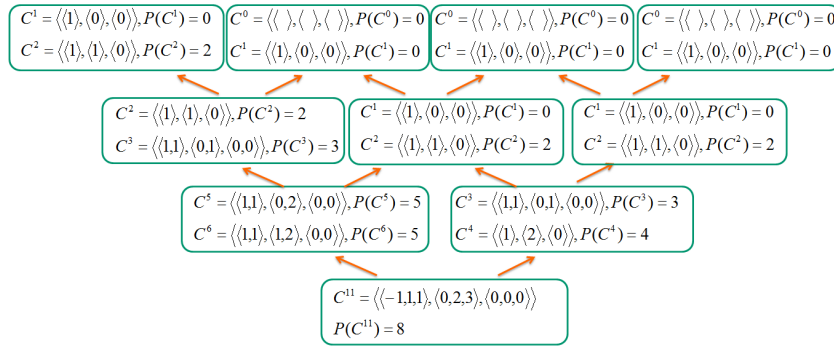 C¹ = ⟨⟨1⟩,⟨0⟩,⟨0⟩⟩, P(C¹) = 0
C² = ⟨⟨1⟩,⟨1⟩,⟨0⟩⟩, P(C²) = 2
C⁰ = ⟨⟨ ⟩,⟨ ⟩,⟨ ⟩⟩, P(C⁰) = 0
C¹ = ⟨⟨1⟩,⟨0⟩,⟨0⟩⟩, P(C¹) = 0
C⁰ = ⟨⟨ ⟩,⟨ ⟩,⟨ ⟩⟩, P(C⁰) = 0
C¹ = ⟨⟨1⟩,⟨0⟩,⟨0⟩⟩, P(C¹) = 0
C⁰ = ⟨⟨ ⟩,⟨ ⟩,⟨ ⟩⟩, P(C⁰) = 0
C¹ = ⟨⟨1⟩,⟨0⟩,⟨0⟩⟩, P(C¹) = 0
C² = ⟨⟨1⟩,⟨1⟩,⟨0⟩⟩, P(C²) = 2
C³ = ⟨⟨1,1⟩,⟨0,1⟩,⟨0,0⟩⟩, P(C³) = 3
C¹ = ⟨⟨1⟩,⟨0⟩,⟨0⟩⟩, P(C¹) = 0
C² = ⟨⟨1⟩,⟨1⟩,⟨0⟩⟩, P(C²) = 2
C¹ = ⟨⟨1⟩,⟨0⟩,⟨0⟩⟩, P(C¹) = 0
C² = ⟨⟨1⟩,⟨1⟩,⟨0⟩⟩, P(C²) = 2
C⁵ = ⟨⟨1,1⟩,⟨0,2⟩,⟨0,0⟩⟩, P(C⁵) = 5
C⁶ = ⟨⟨1,1⟩,⟨1,2⟩,⟨0,0⟩⟩, P(C⁶) = 5
C³ = ⟨⟨1,1⟩,⟨0,1⟩,⟨0,0⟩⟩, P(C³) = 3
C⁴ = ⟨⟨1⟩,⟨2⟩,⟨0⟩⟩, P(C⁴) = 4
C¹¹ = ⟨⟨−1,1,1⟩,⟨0,2,3⟩,⟨0,0,0⟩⟩
P(C¹¹) = 8